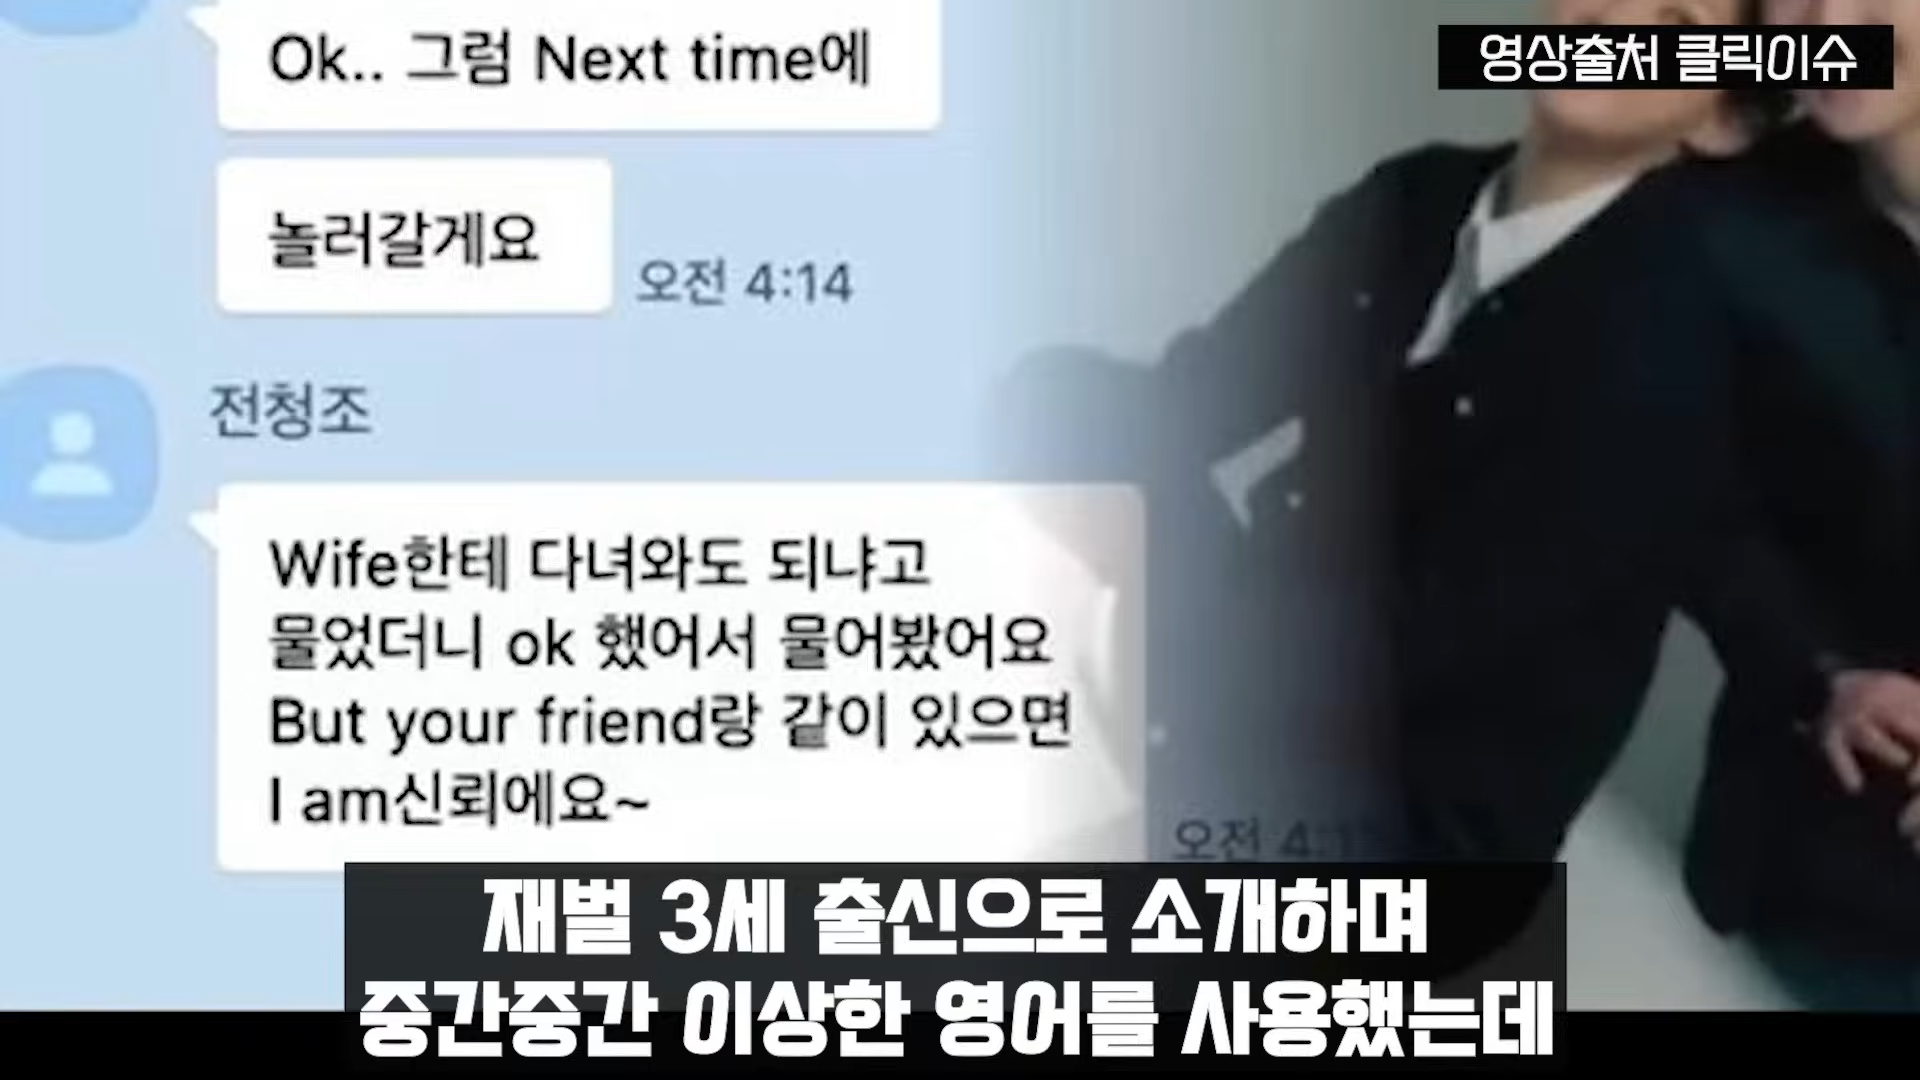 영상출처 클릭이슈
Ok.. 그럼 Next time에
놀러갈게요
오전 4:14
전청조
Wife한테 다녀와도 되냐고
물었더니 ok 했어서 물어봤어요
But your friend랑 같이 있으면
I am신뢰에요~
오전
재벌 3세 출신으로 소개하며
중간중간 이상한 영어를 사용했는데